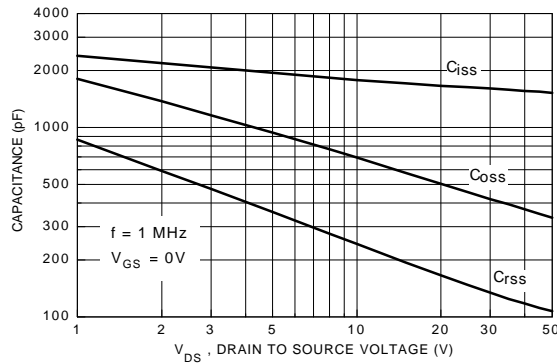 4000
2000
1000
500
300
200
100
CAPACITANCE (pF)
Ciss
Coss
Crss
f = 1 MHz
VGS = 0V
1
2
3
5
10
20
30
50
VDS , DRAIN TO SOURCE VOLTAGE (V)